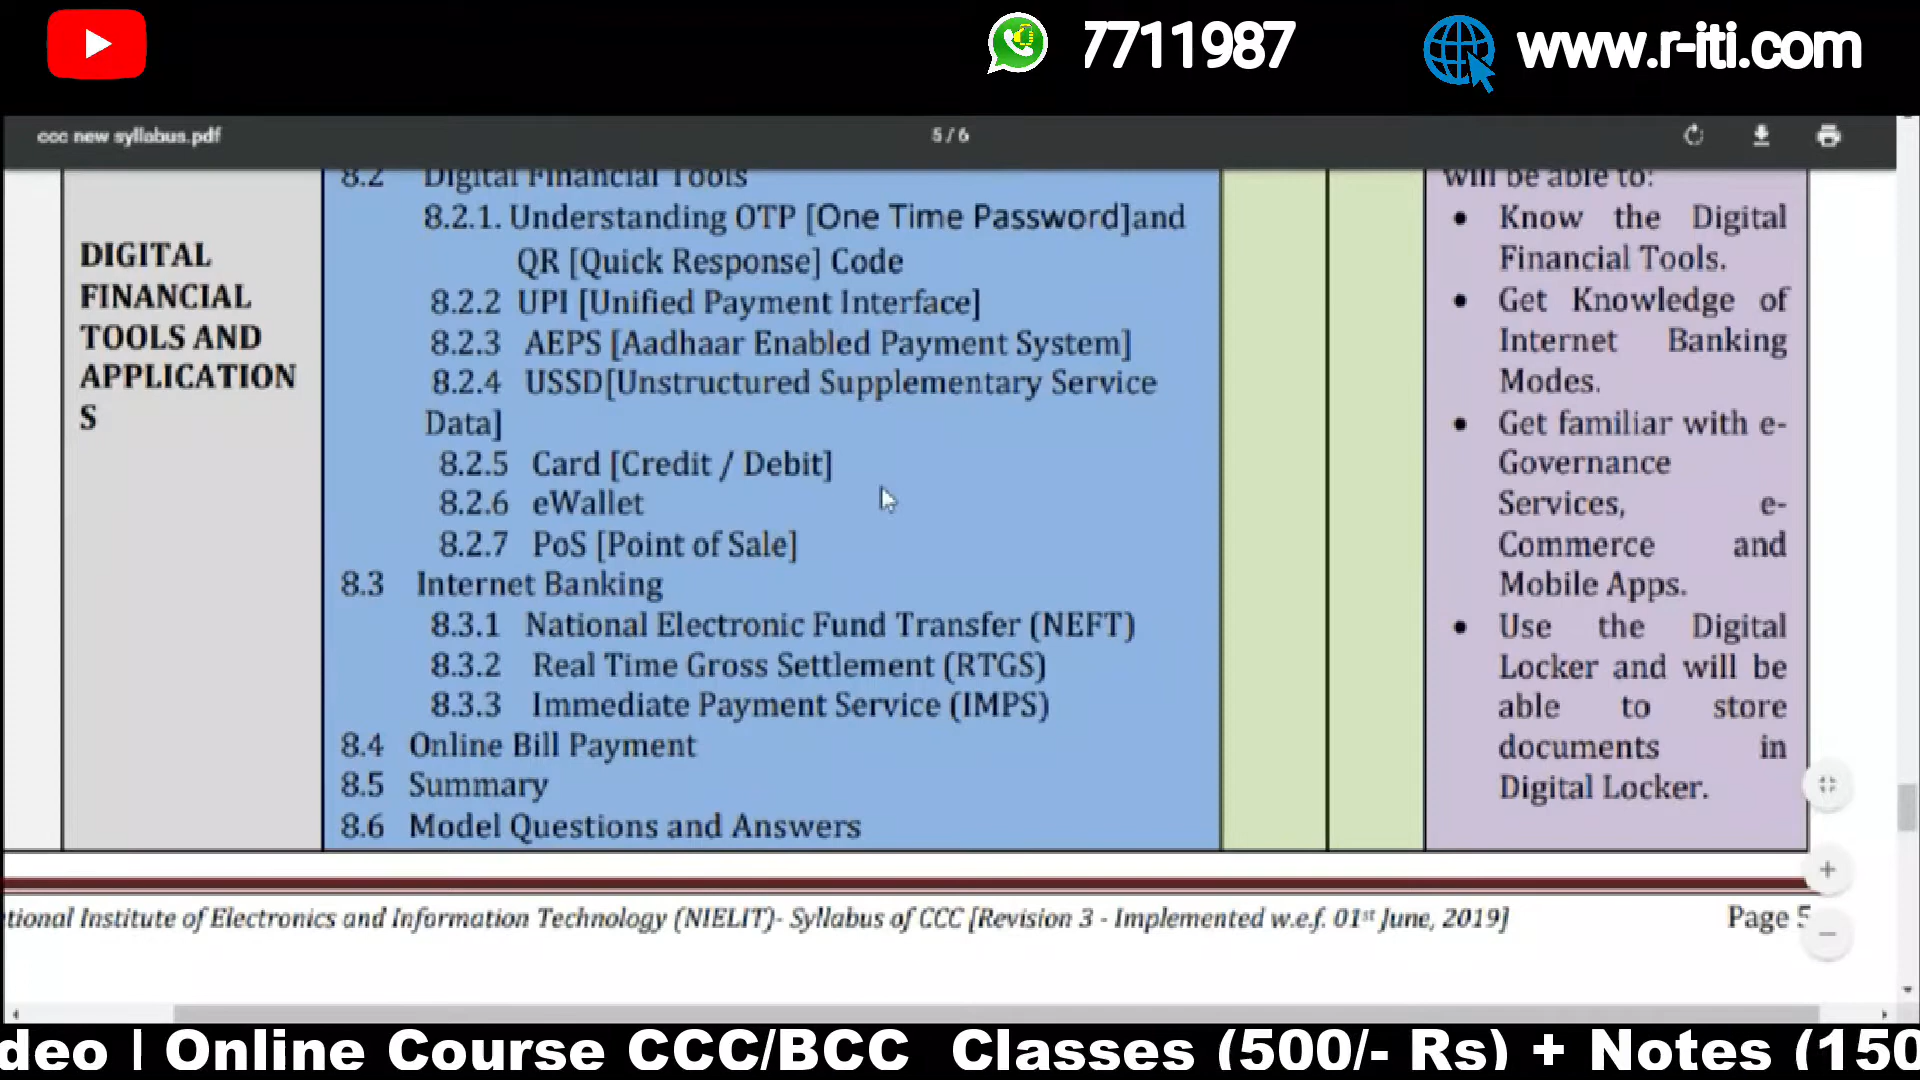 7711987
www.r-iti.com
ccc new syllabus.pdf
5 / 6
DIGITAL
FINANCIAL
TOOLS AND
APPLICATION
S
8.2 Digital Financial Tools
8.2.1. Understanding OTP [One Time Password]and
QR [Quick Response] Code
8.2.2 UPI [Unified Payment Interface]
8.2.3 AEPS [Aadhaar Enabled Payment System]
8.2.4 USSD[Unstructured Supplementary Service
Data]
8.2.5 Card [Credit / Debit]
8.2.6 eWallet
8.2.7 PoS [Point of Sale]
8.3 Internet Banking
8.3.1 National Electronic Fund Transfer (NEFT)
8.3.2 Real Time Gross Settlement (RTGS)
8.3.3 Immediate Payment Service (IMPS)
8.4 Online Bill Payment
8.5 Summary
8.6 Model Questions and Answers
will be able to:
• Know the Digital
Financial Tools.
• Get Knowledge of
Internet Banking
Modes.
• Get familiar with e-
Governance
Services, e-
Commerce and
Mobile Apps.
• Use the Digital
Locker and will be
able to store
documents in
Digital Locker.
tional Institute of Electronics and Information Technology (NIELIT)- Syllabus of CCC [Revision 3 - Implemented w.e.f. 01st June, 2019]
Page 5
deo | Online Course CCC/BCC Classes (500/- Rs) + Notes (150